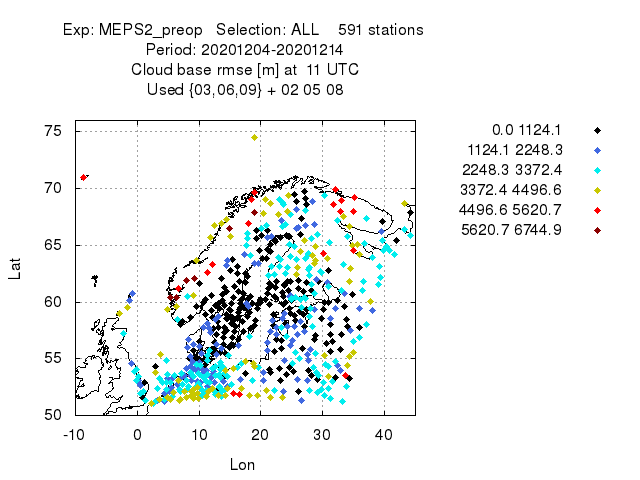 Exp: MEPS2_preop   Selection: ALL    591 stations
Period: 20201204-20201214
Cloud base rmse [m] at  11 UTC
Used {03,06,09} + 02 05 08
0.0 1124.1
1124.1 2248.3
2248.3 3372.4
3372.4 4496.6
4496.6 5620.7
5620.7 6744.9
75
70
65
60
55
50
Lat
-10 0 10 20 30 40
Lon